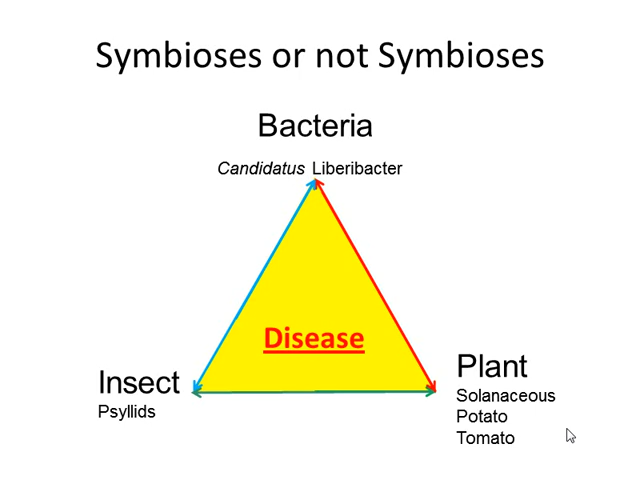 Symbioses or not Symbioses
Bacteria
Candidatus Liberibacter
Disease
Insect
Psyllids
Plant
Solanaceous
Potato
Tomato